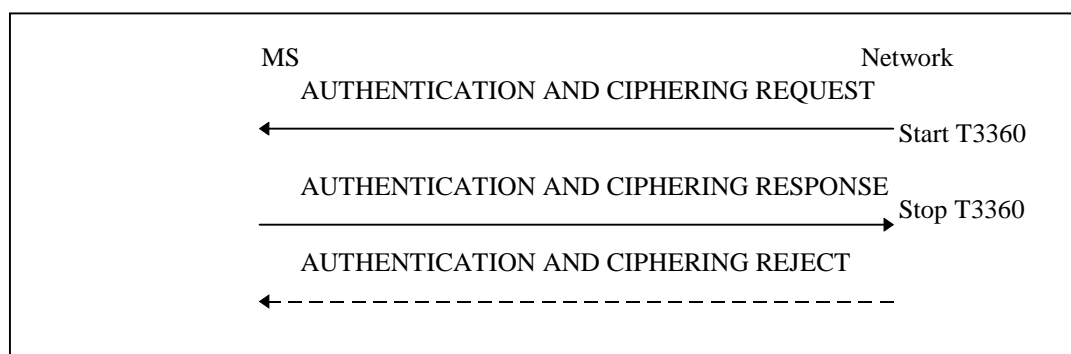 MS Network
AUTHENTICATION AND CIPHERING REQUEST
Start T3360
AUTHENTICATION AND CIPHERING RESPONSE
Stop T3360
AUTHENTICATION AND CIPHERING REJECT